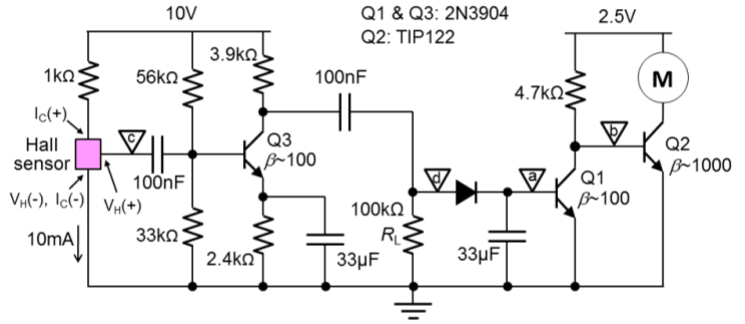 10V
Q1 & Q3: 2N3904
Q2: TIP122
2.5V
3.9kΩ
1kΩ
56kΩ
100nF
4.7kΩ
M
I_C(+)
Hall
sensor
c
100nF
Q3
β~100
b
Q2
β~1000
V_H(-), I_C(-)
V_H(+)
d
a
Q1
β~100
10mA
33kΩ
2.4kΩ
33μF
100kΩ
R_L
33μF